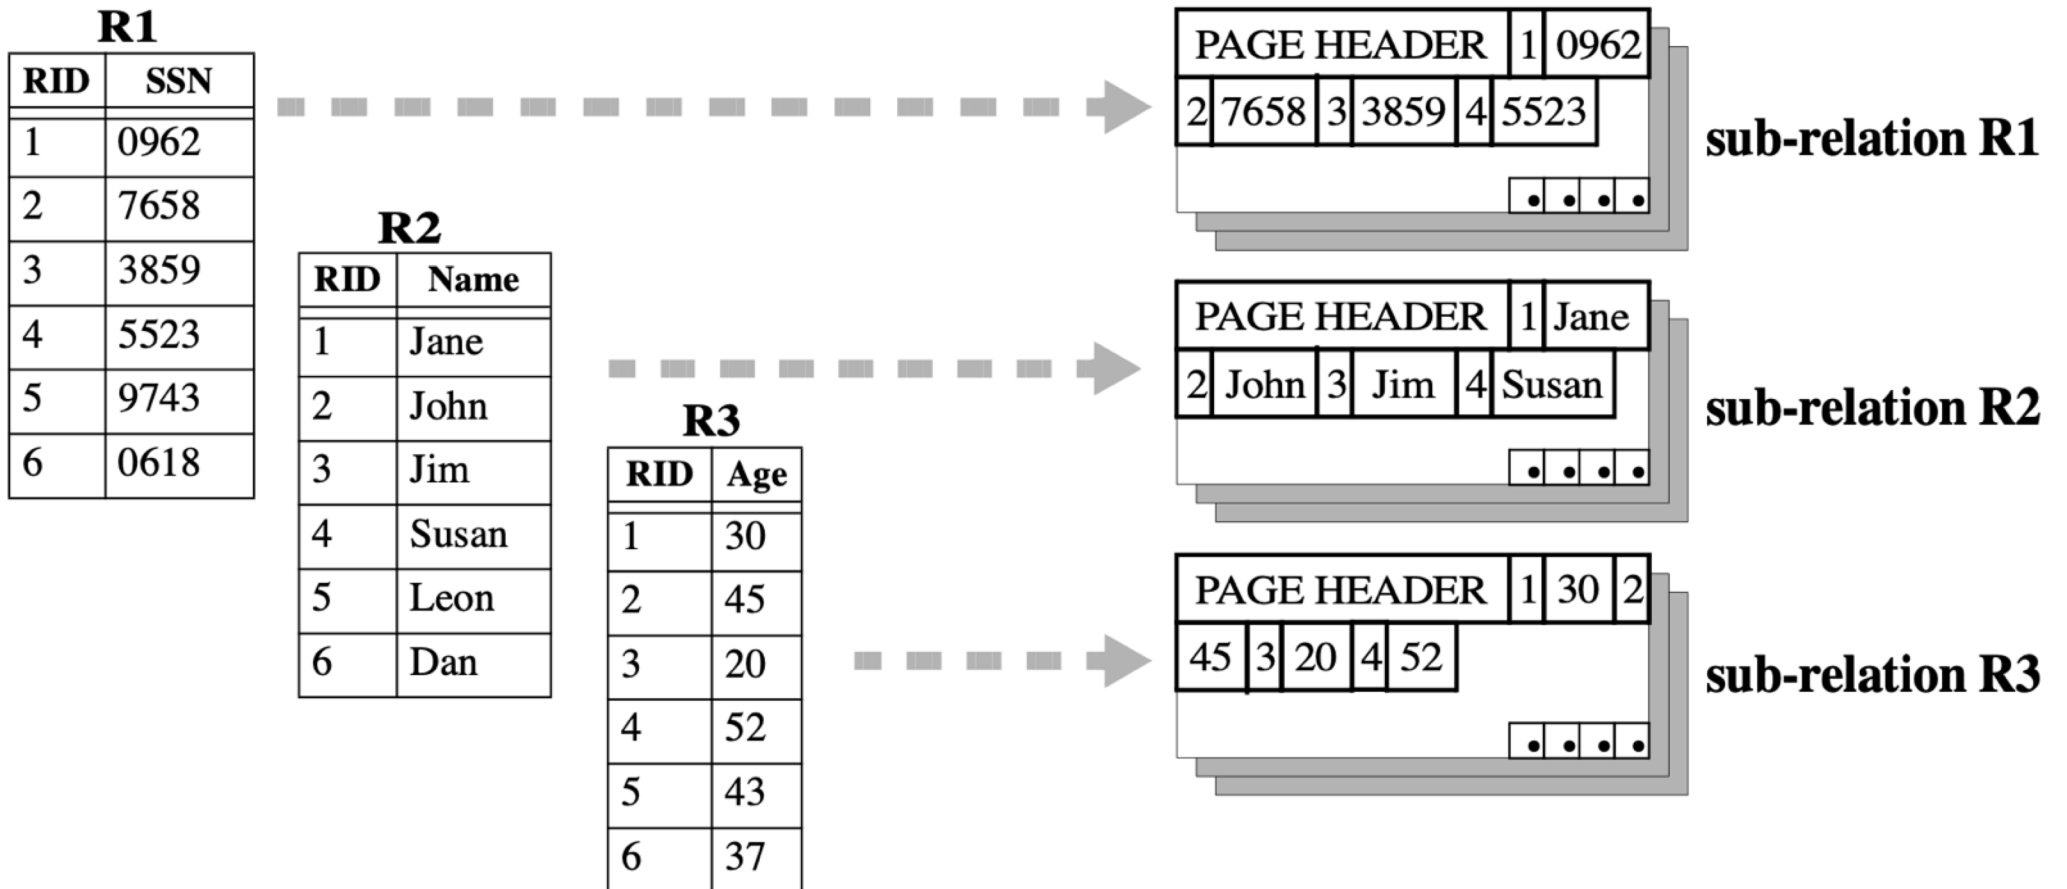 R1
RID SSN
1 0962
2 7658
3 3859
4 5523
5 9743
6 0618
R2
RID Name
1 Jane
2 John
3 Jim
4 Susan
5 Leon
6 Dan
R3
RID Age
1 30
2 45
3 20
4 52
5 43
6 37
PAGE HEADER 1 0962
2 7658 3 3859 4 5523
sub-relation R1
PAGE HEADER 1 Jane
2 John 3 Jim 4 Susan
sub-relation R2
PAGE HEADER 1 30 2
45 3 20 4 52
sub-relation R3